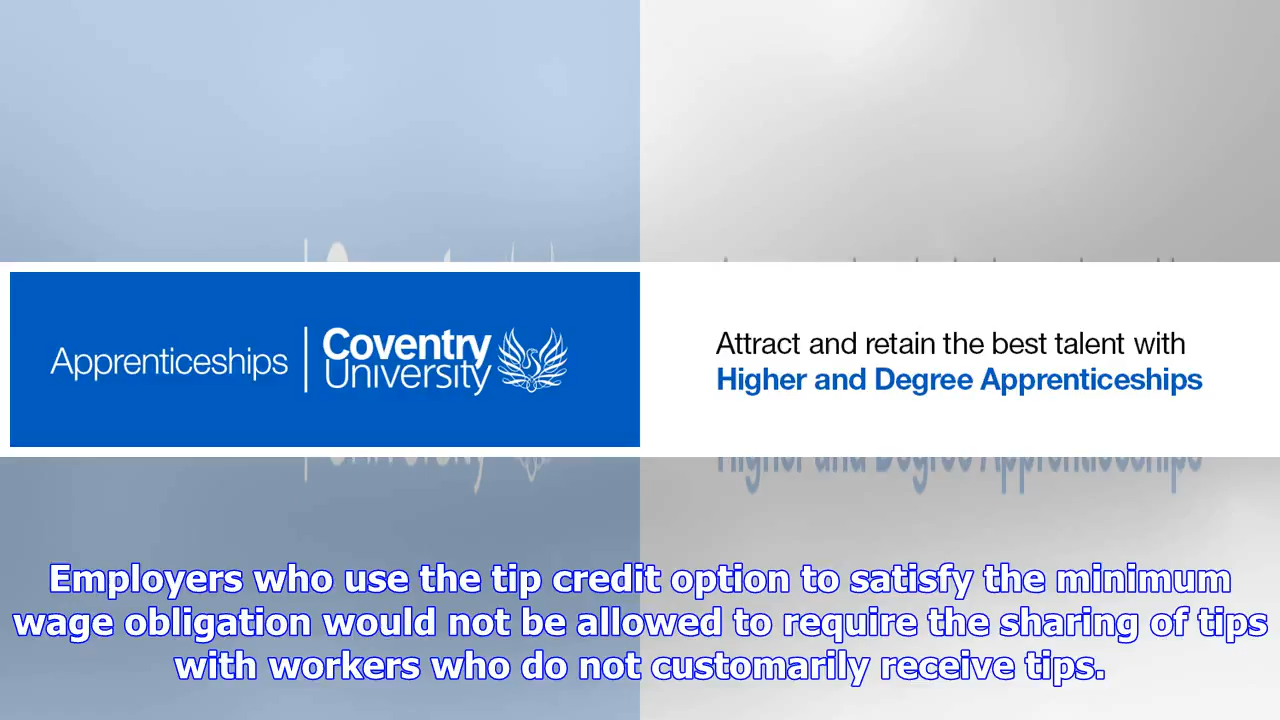 Apprenticeships
Coventry
University
Attract and retain the best talent with
Higher and Degree Apprenticeships
Employers who use the tip credit option to satisfy the minimum
wage obligation would not be allowed to require the sharing of tips
with workers who do not customarily receive tips.